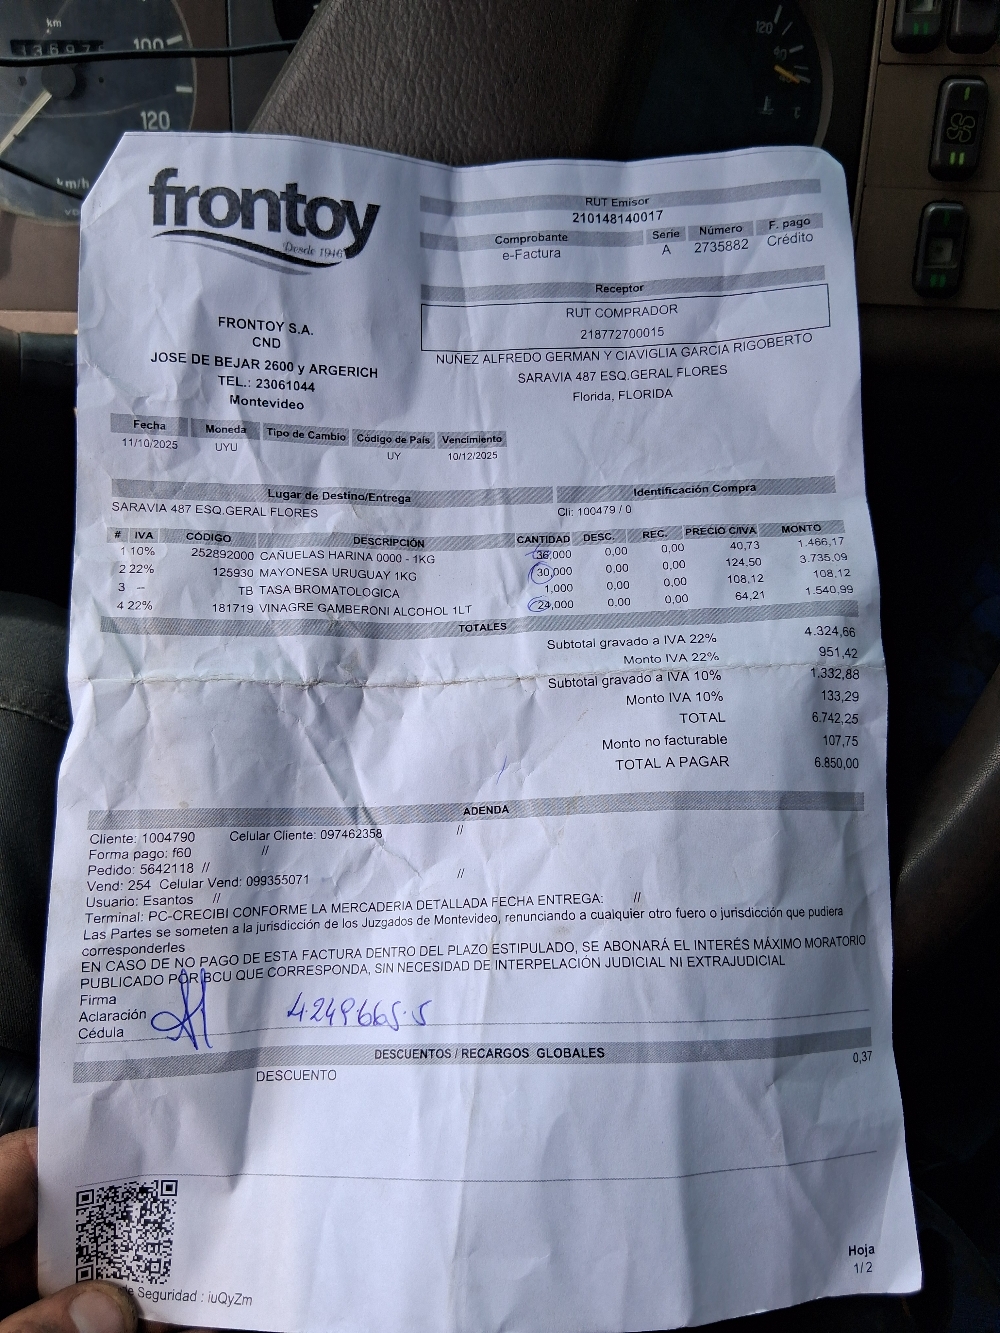 km
100
120
km/h
120
frontoy
Desde 1946
RUT Emisor
210148140017
Comprobante Serie Número F. pago
e-Factura A 2735882 Crédito
Receptor
RUT COMPRADOR
218772700015
NUÑEZ ALFREDO GERMAN Y CIAVIGLIA GARCIA RIGOBERTO
SARAVIA 487 ESQ.GERAL FLORES
Florida, FLORIDA
FRONTOY S.A.
CND
JOSE DE BEJAR 2600 y ARGERICH
TEL.: 23061044
Montevideo
Fecha Moneda Tipo de Cambio Código de País Vencimiento
11/10/2025 UYU UY 10/12/2025
Lugar de Destino/Entrega Identificación Compra
SARAVIA 487 ESQ.GERAL FLORES Cli: 100479 / 0
# IVA CÓDIGO DESCRIPCIÓN CANTIDAD DESC. REC. PRECIO C/IVA MONTO
1 10% 252892000 CAÑUELAS HARINA 0000 - 1KG 36,000 0,00 0,00 40,73 1.466,17
2 22% 125930 MAYONESA URUGUAY 1KG 30,000 0,00 0,00 124,50 3.735,09
3 -- TB TASA BROMATOLOGICA 1,000 0,00 0,00 108,12 108,12
4 22% 181719 VINAGRE GAMBERONI ALCOHOL 1LT 24,000 0,00 0,00 64,21 1.540,99
TOTALES
Subtotal gravado a IVA 22% 4.324,66
Monto IVA 22% 951,42
Subtotal gravado a IVA 10% 1.332,88
Monto IVA 10% 133,29
TOTAL 6.742,25
Monto no facturable 107,75
TOTAL A PAGAR 6.850,00
ADENDA
Cliente: 1004790 Celular Cliente: 097462358 //
Forma pago: f60 //
Pedido: 5642118 //
Vend: 254 Celular Vend: 099355071 //
Usuario: Esantos //
Terminal: PC-CRECIBI CONFORME LA MERCADERIA DETALLADA FECHA ENTREGA: //
Las Partes se someten a la jurisdicción de los Juzgados de Montevideo, renunciando a cualquier otro fuero o jurisdicción que pudiera
corresponderles
EN CASO DE NO PAGO DE ESTA FACTURA DENTRO DEL PLAZO ESTIPULADO, SE ABONARÁ EL INTERÉS MÁXIMO MORATORIO
PUBLICADO POR BCU QUE CORRESPONDA, SIN NECESIDAD DE INTERPELACIÓN JUDICIAL NI EXTRAJUDICIAL
Firma
Aclaración 4.249665.5
Cédula
DESCUENTOS / RECARGOS GLOBALES
DESCUENTO 0,37
Hoja
1/ 2
de Seguridad : iuQyZm